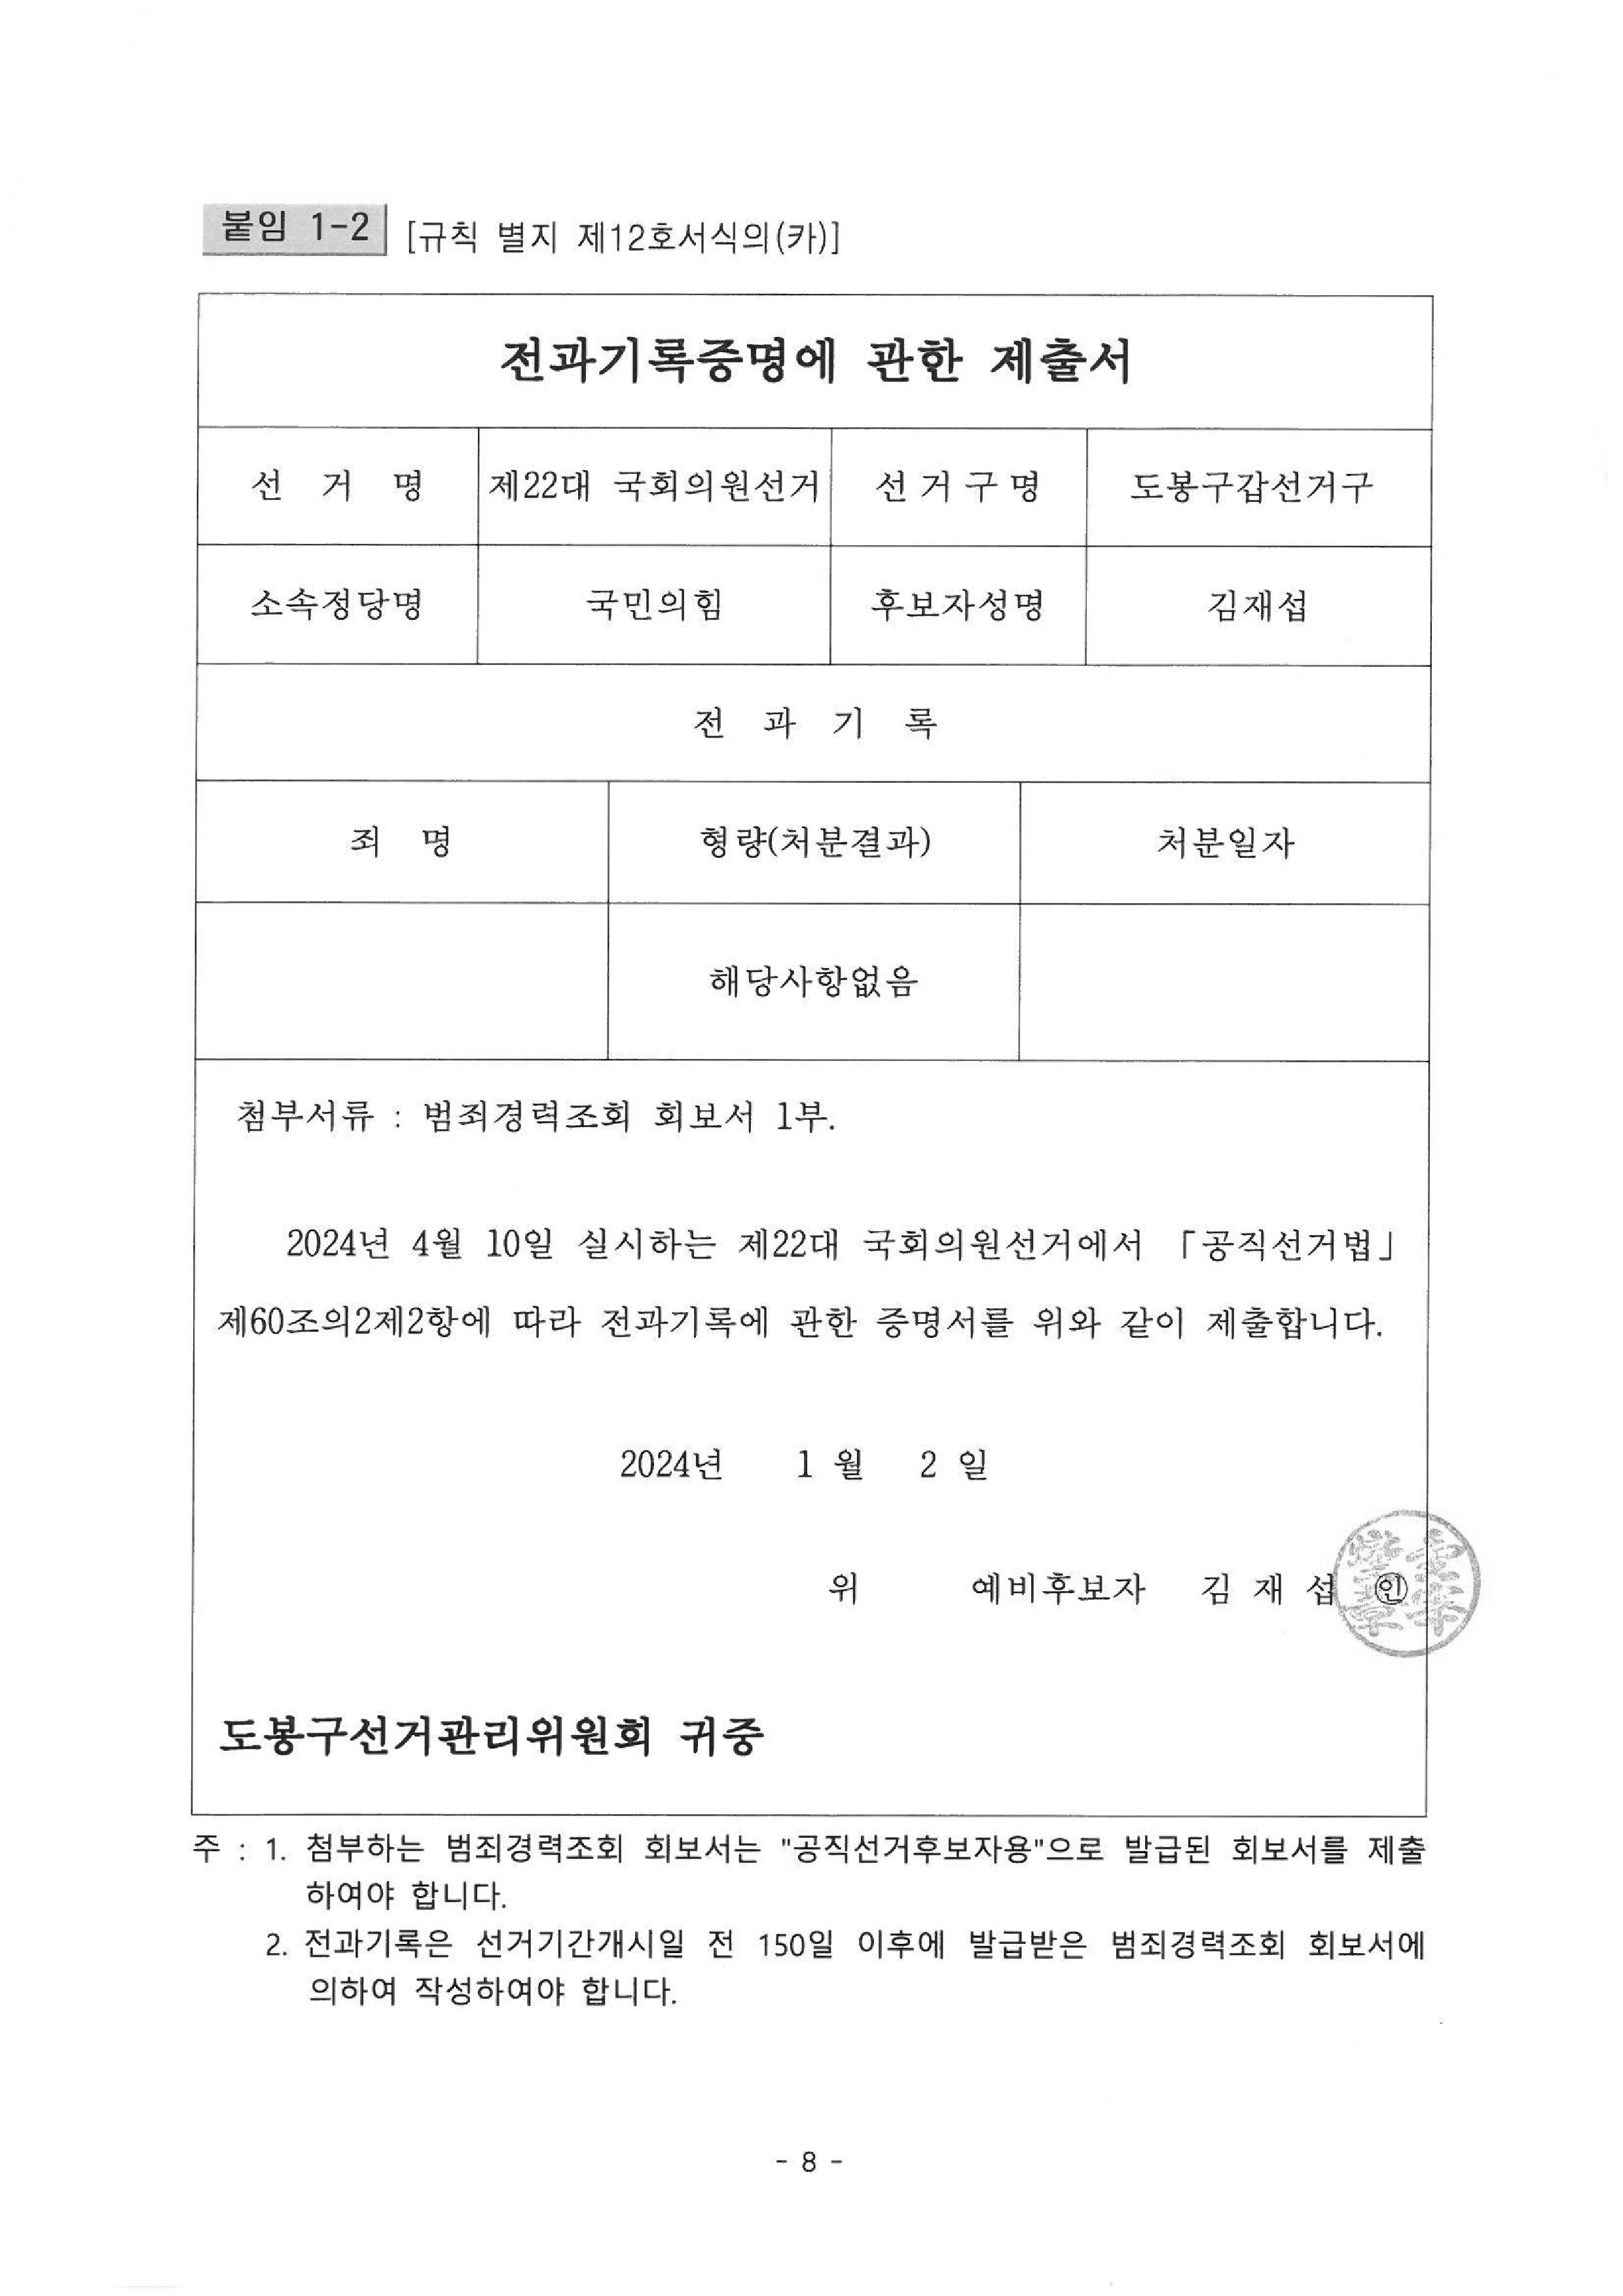 붙임 1-2 [규칙 별지 제12호서식의(카)]
전과기록증명에 관한 제출서
선 거 명 제22대 국회의원선거 선 거 구 명 도봉구갑선거구
소속정당명 국민의힘 후보자성명 김재섭
전 과 기 록
죄 명 형량(처분결과) 처분일자
해당사항없음
첨부서류 : 범죄경력조회 회보서 1부.
2024년 4월 10일 실시하는 제22대 국회의원선거에서 「공직선거법」
제60조의2제2항에 따라 전과기록에 관한 증명서를 위와 같이 제출합니다.
2024년 1 월 2 일
위 예비후보자 김 재 섭 ㊞
도봉구선거관리위원회 귀중
주 : 1. 첨부하는 범죄경력조회 회보서는 "공직선거후보자용"으로 발급된 회보서를 제출
하여야 합니다.
2. 전과기록은 선거기간개시일 전 150일 이후에 발급받은 범죄경력조회 회보서에
의하여 작성하여야 합니다.
- 8 -